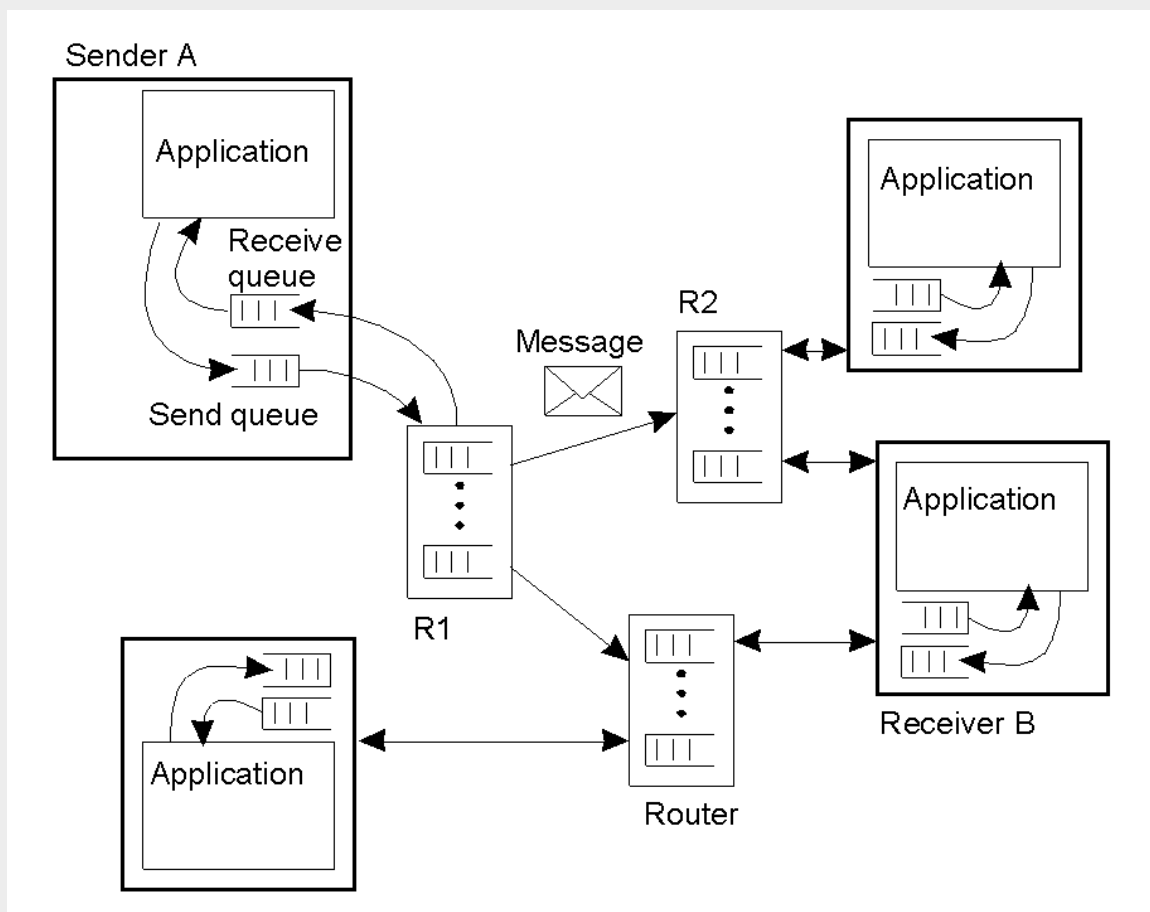 Sender A
Application
Receive
queue
Send queue
Message
R2
Application
R1
Application
Receiver B
Application
Router